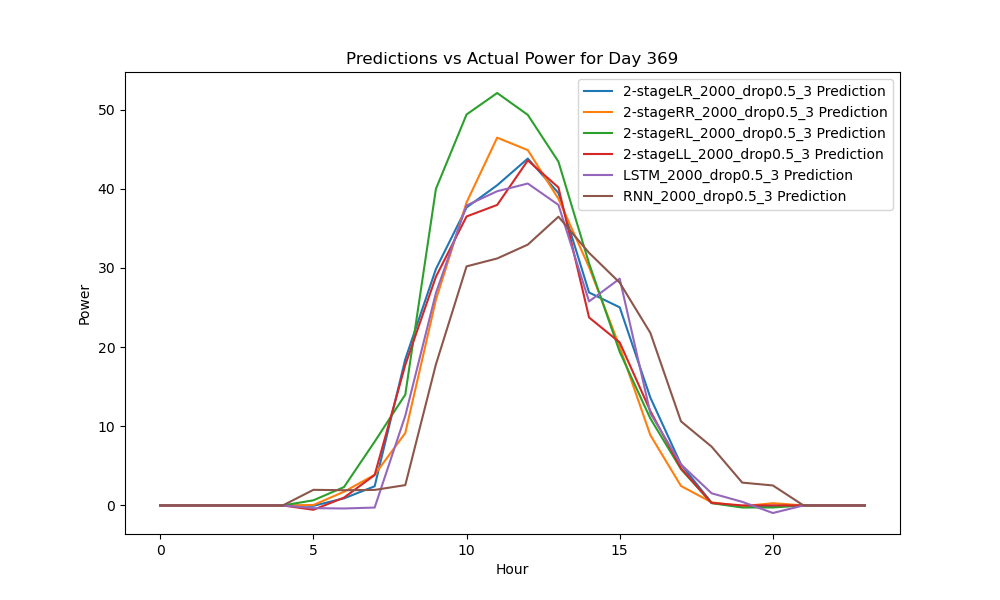 Predictions vs Actual Power for Day 369
2-stageLR_2000_drop0.5_3 Prediction
2-stageRR_2000_drop0.5_3 Prediction
2-stageRL_2000_drop0.5_3 Prediction
2-stageLL_2000_drop0.5_3 Prediction
LSTM_2000_drop0.5_3 Prediction
RNN_2000_drop0.5_3 Prediction
50
40
30
20
10
0
Power
0 5 10 15 20
Hour